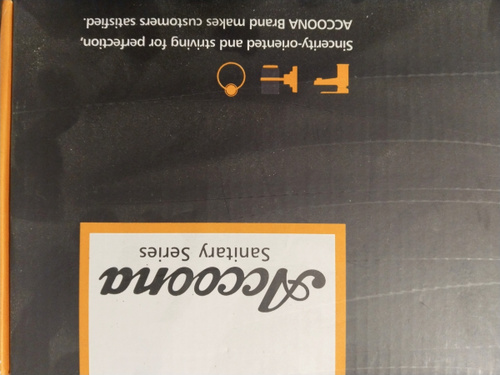 Accoona
Sanitary Series
Sincerity-oriented and striving for perfection,
ACCOONA Brand makes customers satisfied.